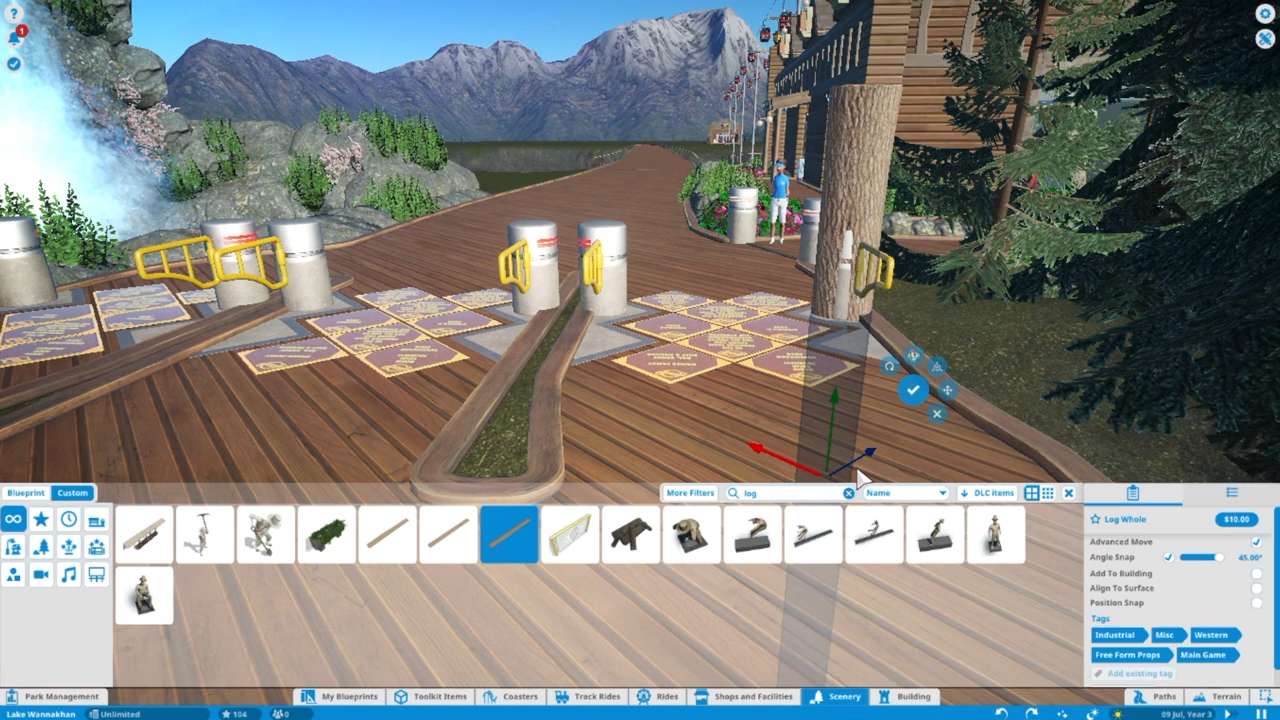 ?
1
Blueprint
Custom
More Filters
log
Name
DLC Items
Log Whole
$10.00
Advanced Move
Angle Snap
45.00°
Add To Building
Align To Surface
Position Snap
Tags
Industrial
Misc
Western
Free Form Props
Main Game
Add existing tag
Park Management
My Blueprints
Toolkit Items
Coasters
Track Rides
Rides
Shops and Facilities
Scenery
Building
Paths
Terrain
Lake Wannakhan
Unlimited
104
0
09 Jul, Year 3